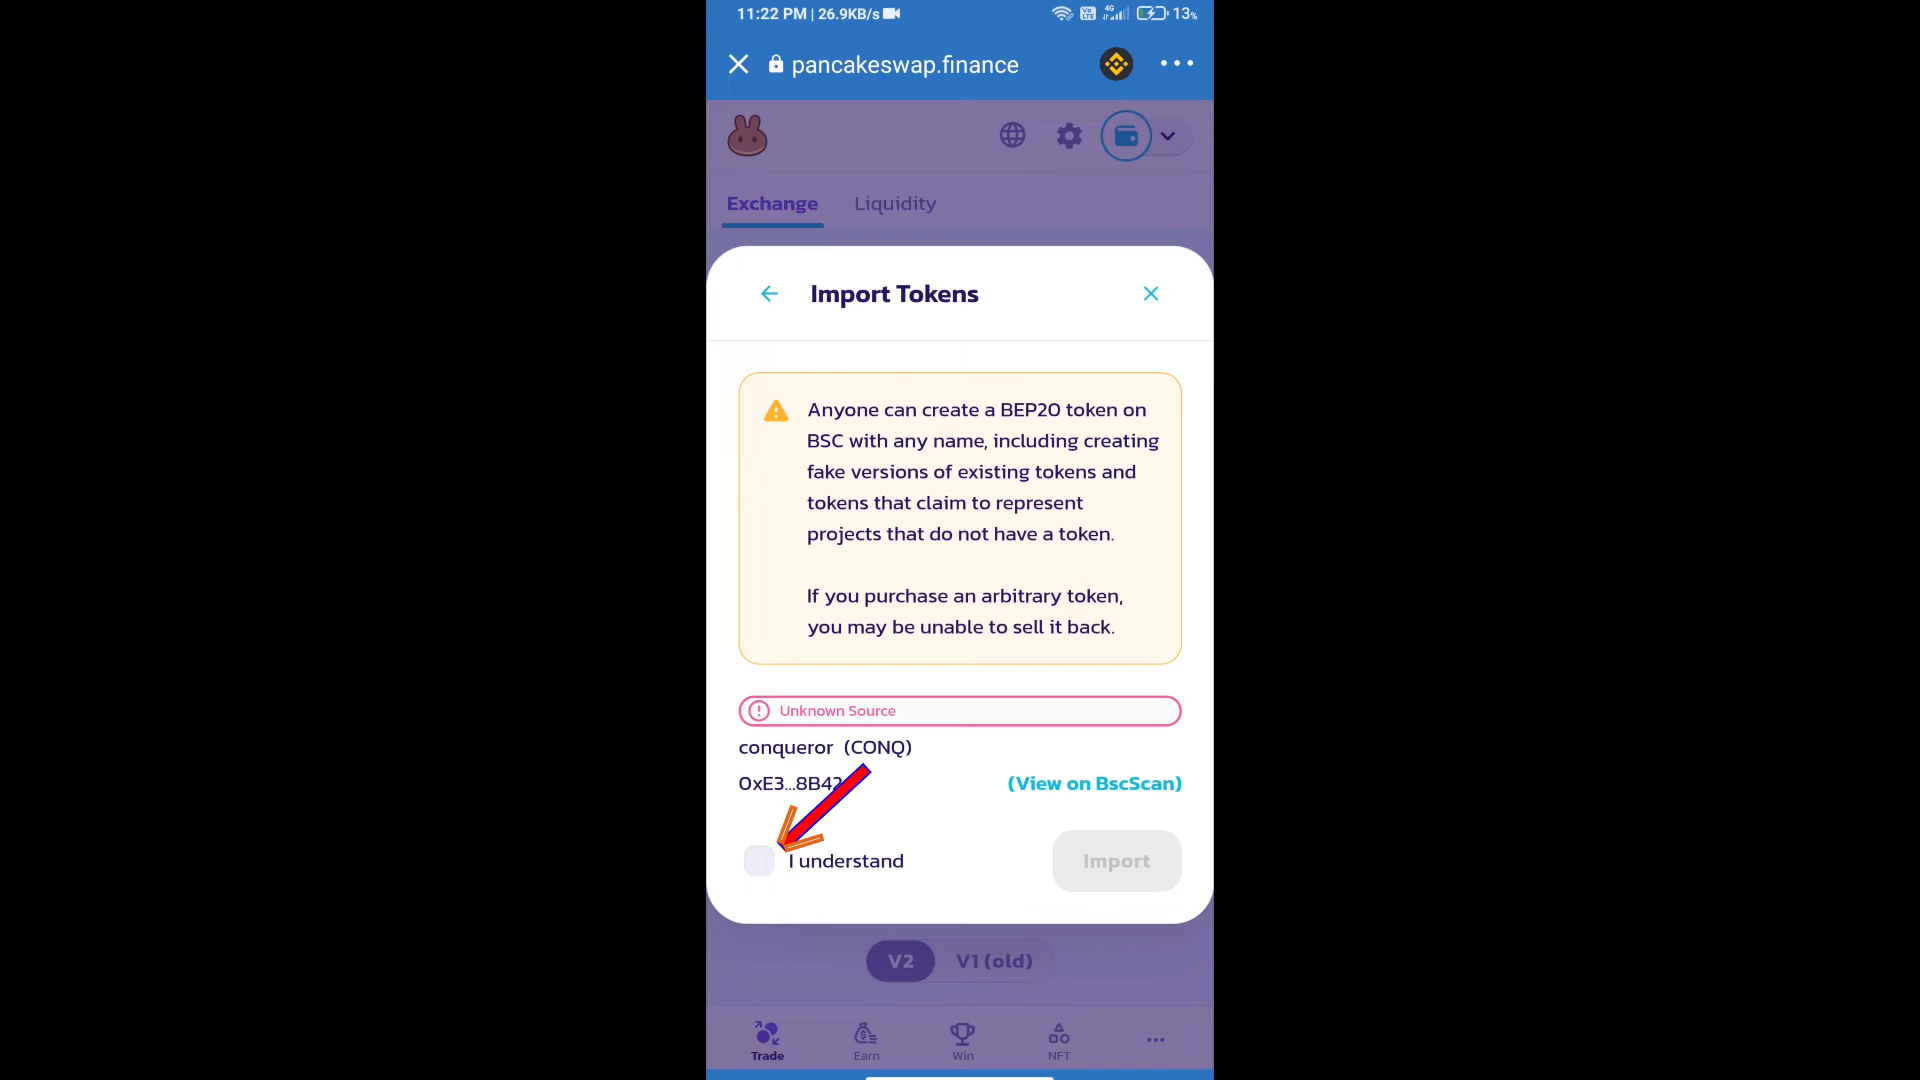 11:22 PM | 26.9KB/s
Vo LTE 4G 13%
pancakeswap.finance
Exchange Liquidity
Import Tokens
Anyone can create a BEP20 token on
BSC with any name, including creating
fake versions of existing tokens and
tokens that claim to represent
projects that do not have a token.
If you purchase an arbitrary token,
you may be unable to sell it back.
Unknown Source
conqueror (CONQ)
0xE3...8B42 (View on BscScan)
I understand Import
V2 V1 (old)
Trade Earn Win NFT